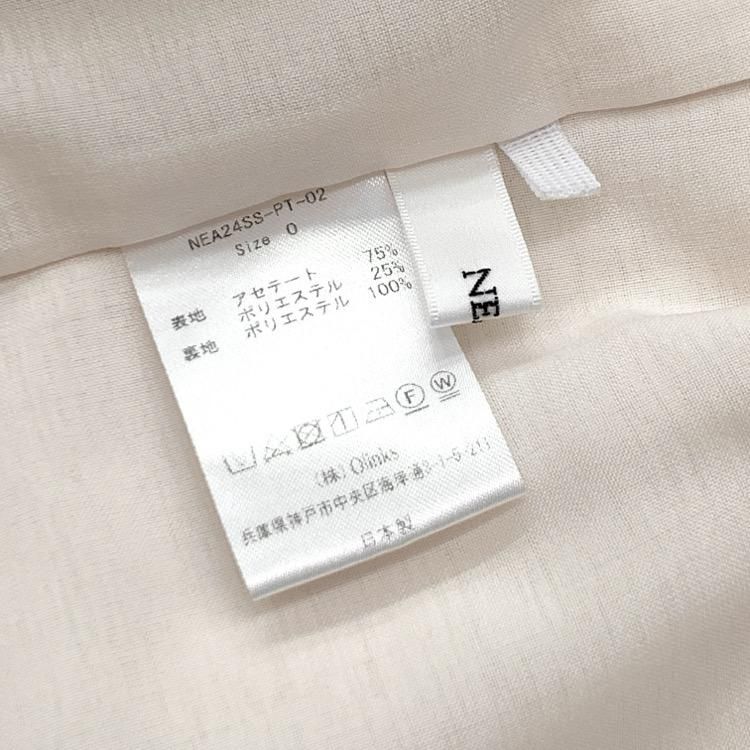 NEA24SS-PT-02
Size 0
表地 アセテート 75%
ポリエステル 25%
裏地 ポリエステル 100%
F W
(株) Olinks
兵庫県神戸市中央区海岸通3-1-5-213
日本製
NE